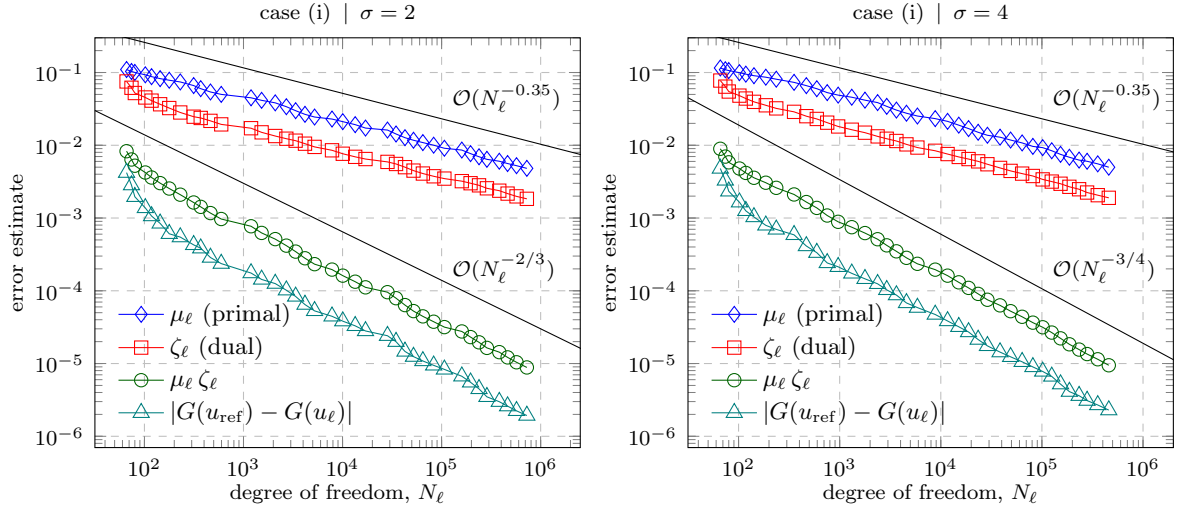 case (i) | σ = 2
error estimate
10⁻¹
10⁻²
10⁻³
10⁻⁴
10⁻⁵
10⁻⁶
𝒪(N_ℓ^{-0.35})
𝒪(N_ℓ^{-2/3})
μ_ℓ (primal)
ζ_ℓ (dual)
μ_ℓ ζ_ℓ
|G(u_ref) − G(u_ℓ)|
10² 10³ 10⁴ 10⁵ 10⁶
degree of freedom, N_ℓ
case (i) | σ = 4
error estimate
10⁻¹
10⁻²
10⁻³
10⁻⁴
10⁻⁵
10⁻⁶
𝒪(N_ℓ^{-0.35})
𝒪(N_ℓ^{-3/4})
μ_ℓ (primal)
ζ_ℓ (dual)
μ_ℓ ζ_ℓ
|G(u_ref) − G(u_ℓ)|
10² 10³ 10⁴ 10⁵ 10⁶
degree of freedom, N_ℓ